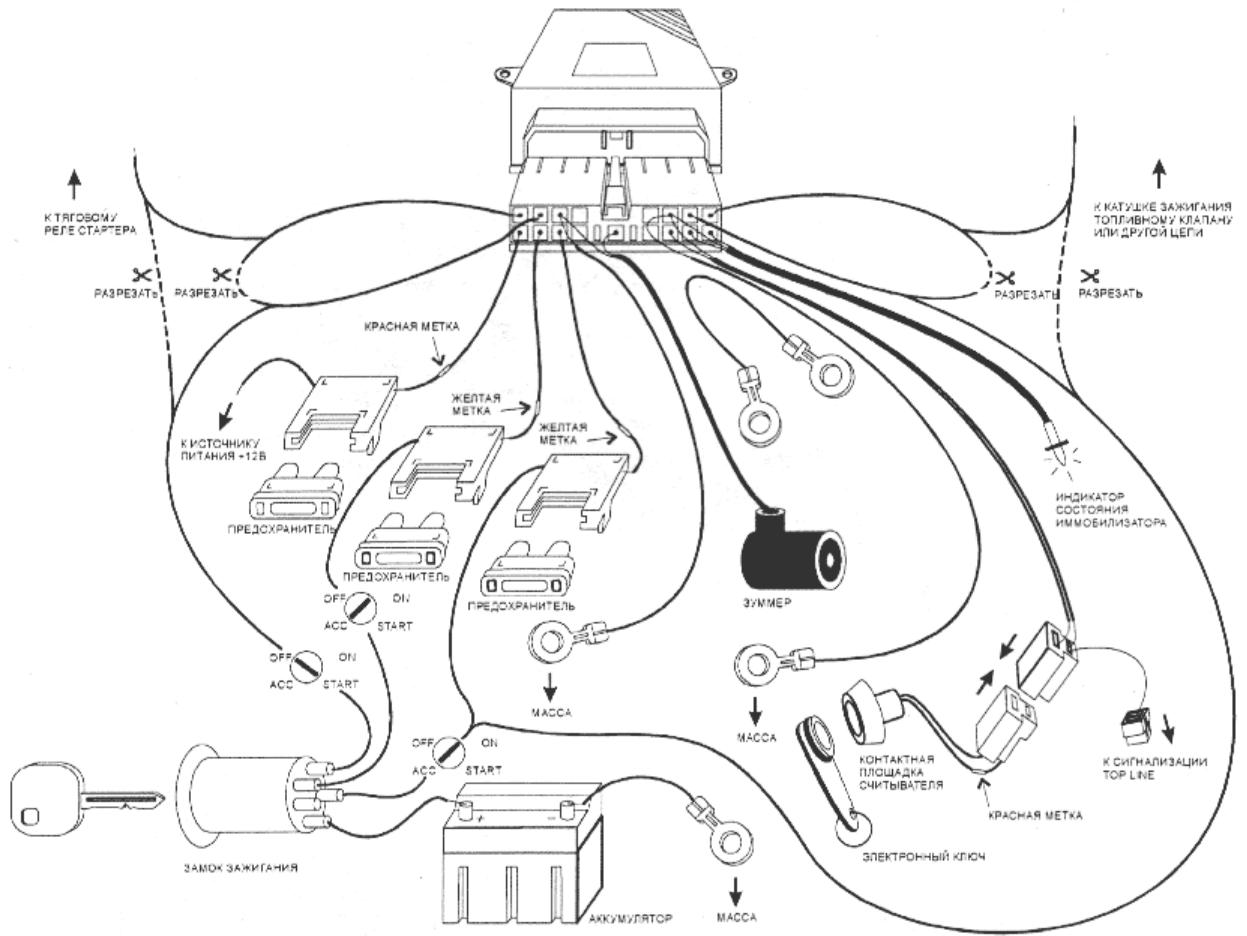 К ТЯГОВОМУ
РЕЛЕ СТАРТЕРА
К КАТУШКЕ ЗАЖИГАНИЯ
ТОПЛИВНОМУ КЛАПАНУ
ИЛИ ДРУГОЙ ЦЕПИ
РАЗРЕЗАТЬ
РАЗРЕЗАТЬ
РАЗРЕЗАТЬ
РАЗРЕЗАТЬ
КРАСНАЯ МЕТКА
ЖЕЛТАЯ
МЕТКА
ЖЕЛТАЯ
МЕТКА
К ИСТОЧНИКУ
ПИТАНИЯ +12В
ПРЕДОХРАНИТЕЛЬ
ПРЕДОХРАНИТЕЛЬ
ПРЕДОХРАНИТЕЛЬ
ИНДИКАТОР
СОСТОЯНИЯ
ИММОБИЛИЗАТОРА
ЗУММЕР
OFF ON
ACC START
OFF ON
ACC START
МАССА
OFF ON
ACC START
МАССА
КОНТАКТНАЯ
ПЛОЩАДКА
СЧИТЫВАТЕЛЯ
К СИГНАЛИЗАЦИИ
TOP LINE
КРАСНАЯ МЕТКА
ЭЛЕКТРОННЫЙ КЛЮЧ
ЗАМОК ЗАЖИГАНИЯ
+ −
АККУМУЛЯТОР
МАССА